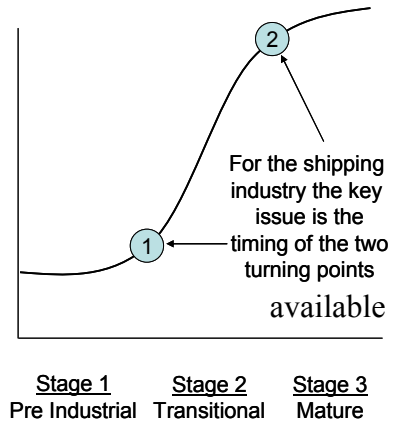 2
For the shipping
industry the key
issue is the
timing of the two
turning points
1
available
Stage 1 Stage 2 Stage 3
Pre Industrial Transitional Mature